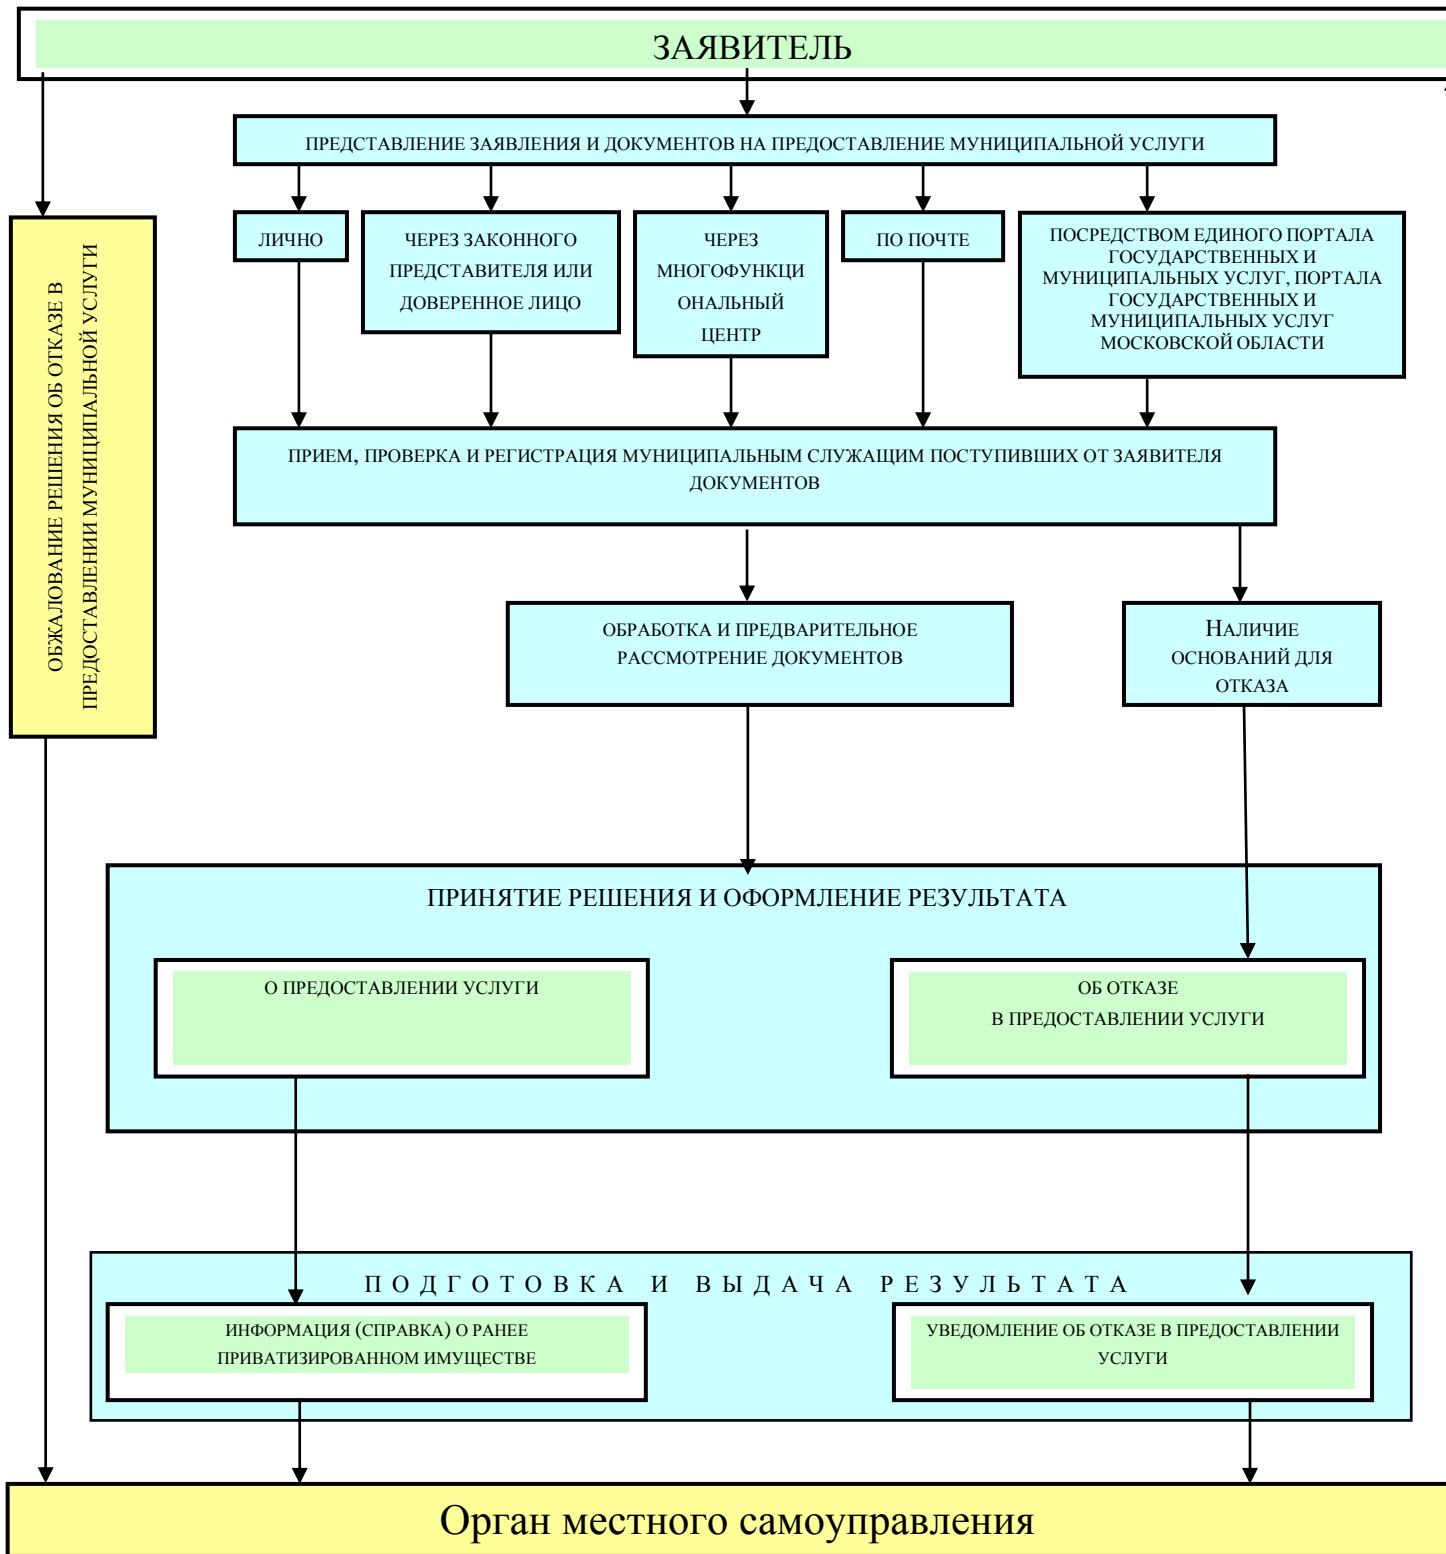 ЗАЯВИТЕЛЬ
ПРЕДСТАВЛЕНИЕ ЗАЯВЛЕНИЯ И ДОКУМЕНТОВ НА ПРЕДОСТАВЛЕНИЕ МУНИЦИПАЛЬНОЙ УСЛУГИ
ЛИЧНО
ЧЕРЕЗ ЗАКОННОГО
ПРЕДСТАВИТЕЛЯ ИЛИ
ДОВЕРЕННОЕ ЛИЦО
ЧЕРЕЗ
МНОГОФУНКЦИ
ОНАЛЬНЫЙ
ЦЕНТР
ПО ПОЧТЕ
ПОСРЕДСТВОМ ЕДИНОГО ПОРТАЛА
ГОСУДАРСТВЕННЫХ И
МУНИЦИПАЛЬНЫХ УСЛУГ, ПОРТАЛА
ГОСУДАРСТВЕННЫХ И
МУНИЦИПАЛЬНЫХ УСЛУГ
МОСКОВСКОЙ ОБЛАСТИ
ОБЖАЛОВАНИЕ РЕШЕНИЯ ОБ ОТКАЗЕ В
ПРЕДОСТАВЛЕНИИ МУНИЦИПАЛЬНОЙ УСЛУГИ
ПРИЕМ, ПРОВЕРКА И РЕГИСТРАЦИЯ МУНИЦИПАЛЬНЫМ СЛУЖАЩИМ ПОСТУПИВШИХ ОТ ЗАЯВИТЕЛЯ
ДОКУМЕНТОВ
ОБРАБОТКА И ПРЕДВАРИТЕЛЬНОЕ
РАССМОТРЕНИЕ ДОКУМЕНТОВ
НАЛИЧИЕ
ОСНОВАНИЙ ДЛЯ
ОТКАЗА
ПРИНЯТИЕ РЕШЕНИЯ И ОФОРМЛЕНИЕ РЕЗУЛЬТАТА
О ПРЕДОСТАВЛЕНИИ УСЛУГИ
ОБ ОТКАЗЕ
В ПРЕДОСТАВЛЕНИИ УСЛУГИ
ПОДГОТОВКА И ВЫДАЧА РЕЗУЛЬТАТА
ИНФОРМАЦИЯ (СПРАВКА) О РАНЕЕ
ПРИВАТИЗИРОВАННОМ ИМУЩЕСТВЕ
УВЕДОМЛЕНИЕ ОБ ОТКАЗЕ В ПРЕДОСТАВЛЕНИИ
УСЛУГИ
Орган местного самоуправления